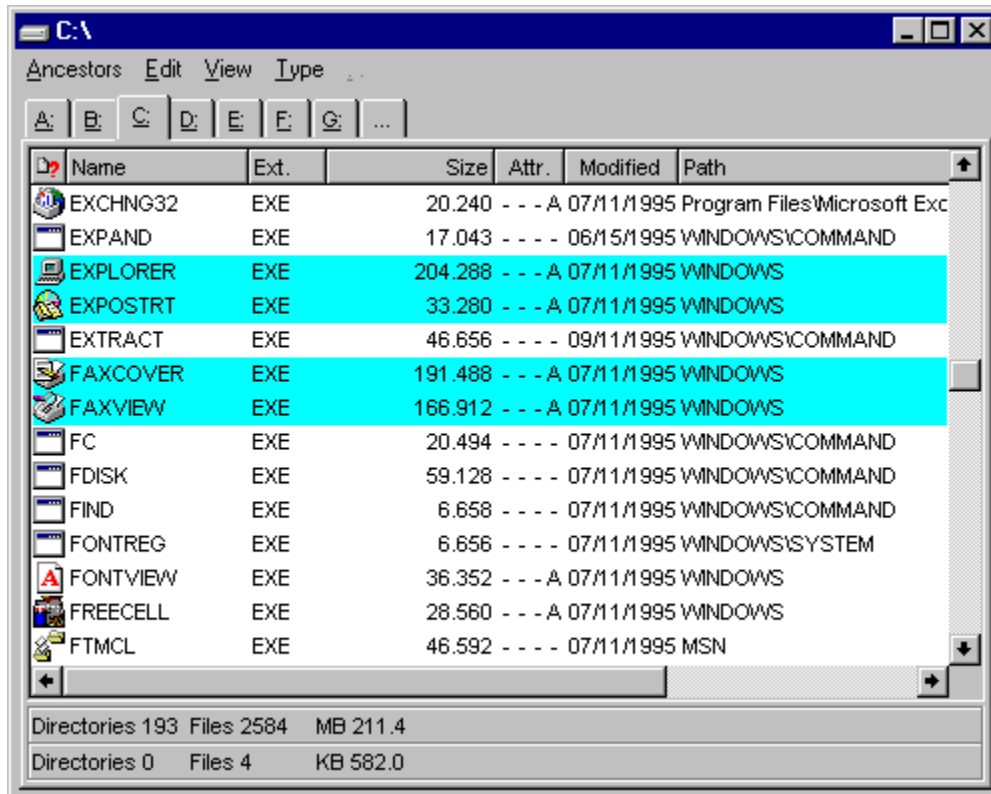 C:\
Ancestors Edit View Type ..
A: B: C: D: E: F: G: ...
Name Ext. Size Attr. Modified Path
EXCHNG32 EXE 20.240 - - - A 07/11/1995 Program Files\Microsoft Exc
EXPAND EXE 17.043 - - - - 06/15/1995 WINDOWS\COMMAND
EXPLORER EXE 204.288 - - - A 07/11/1995 WINDOWS
EXPOSTRT EXE 33.280 - - - A 07/11/1995 WINDOWS
EXTRACT EXE 46.656 - - - - 09/11/1995 WINDOWS\COMMAND
FAXCOVER EXE 191.488 - - - A 07/11/1995 WINDOWS
FAXVIEW EXE 166.912 - - - A 07/11/1995 WINDOWS
FC EXE 20.494 - - - - 07/11/1995 WINDOWS\COMMAND
FDISK EXE 59.128 - - - - 07/11/1995 WINDOWS\COMMAND
FIND EXE 6.658 - - - - 07/11/1995 WINDOWS\COMMAND
FONTREG EXE 6.656 - - - - 07/11/1995 WINDOWS\SYSTEM
FONTVIEW EXE 36.352 - - - A 07/11/1995 WINDOWS
FREECELL EXE 28.560 - - - A 07/11/1995 WINDOWS
FTMCL EXE 46.592 - - - - 07/11/1995 MSN
Directories 193 Files 2584 MB 211.4
Directories 0 Files 4 KB 582.0